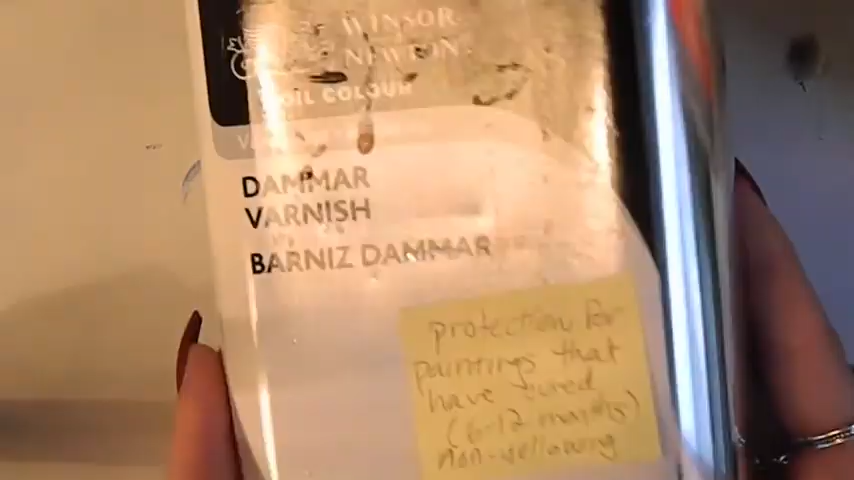 WINSOR
NEWTON
OIL COLOUR
DAMMAR
VARNISH
BARNIZ DAMMAR
protection for
paintings that
have cured
(6-12 months)
non-yellowing